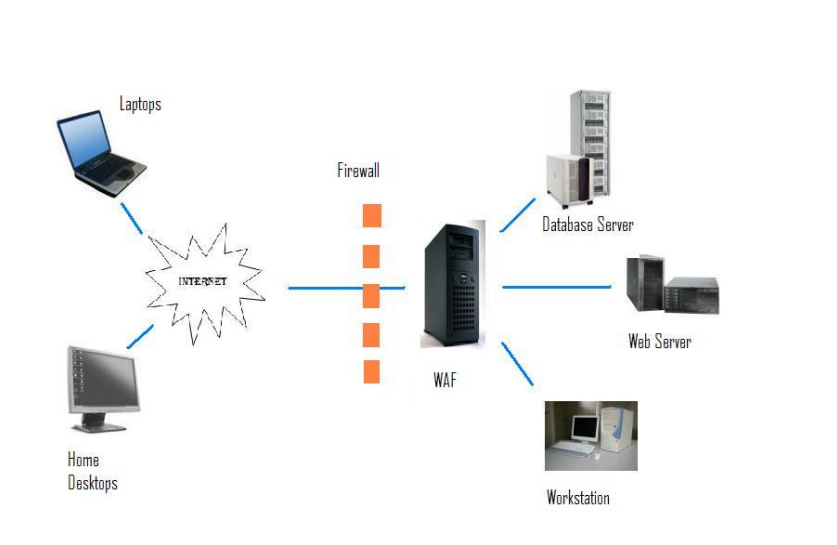 Laptops
Firewall
Database Server
INTERNET
Web Server
WAF
Home
Desktops
Workstation